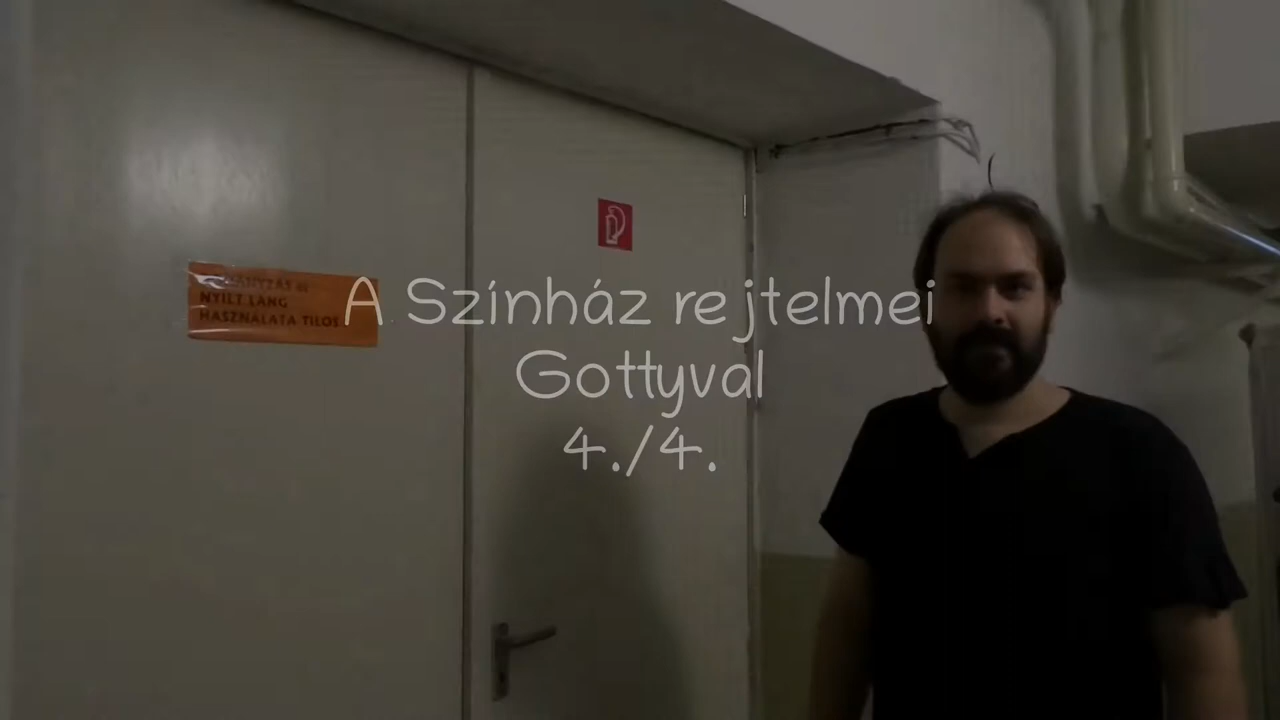 NYÍLT LÁNG
HASZNÁLATA TILOS
A Színház rejtelmei
Gottyval
4./4.